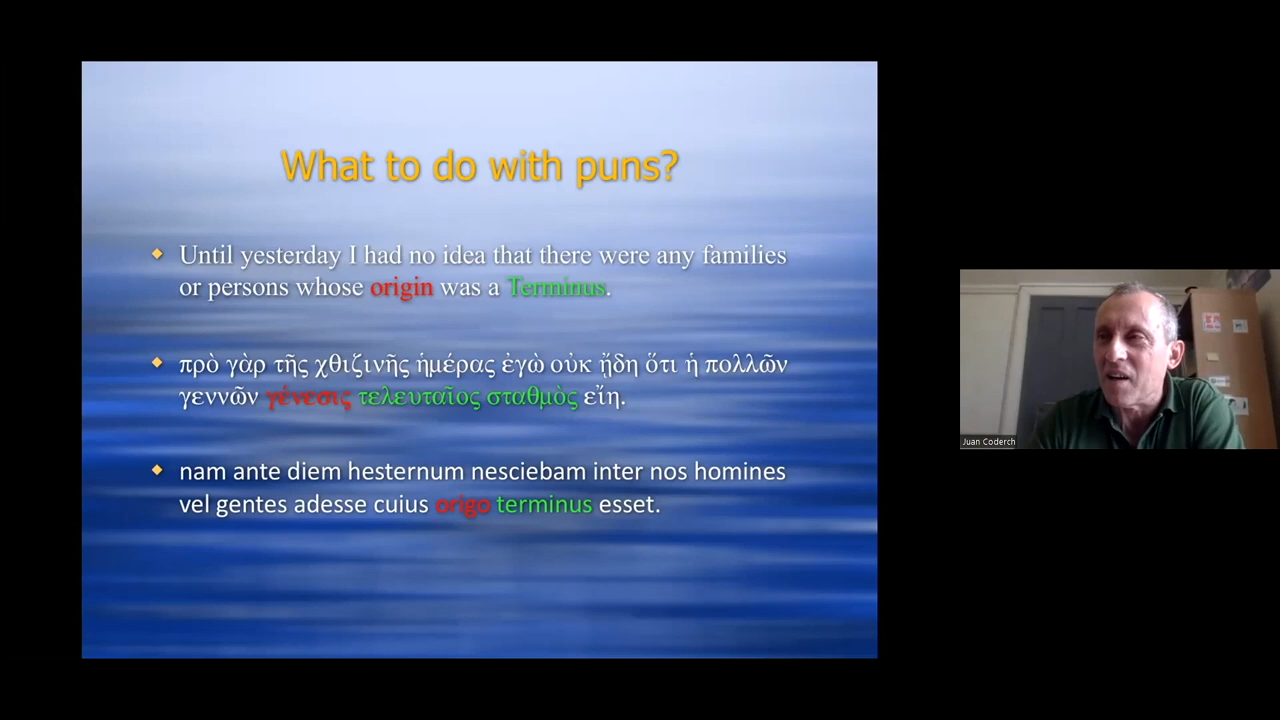 What to do with puns?
Until yesterday I had no idea that there were any families
or persons whose origin was a Terminus.
πρὸ γὰρ τῆς χθιζινῆς ἡμέρας ἐγὼ οὐκ ᾔδη ὅτι ἡ πολλῶν
γεννῶν γένεσις τελευταῖος σταθμὸς εἴη.
nam ante diem hesternum nesciebam inter nos homines
vel gentes adesse cuius origo terminus esset.
Juan Coderch